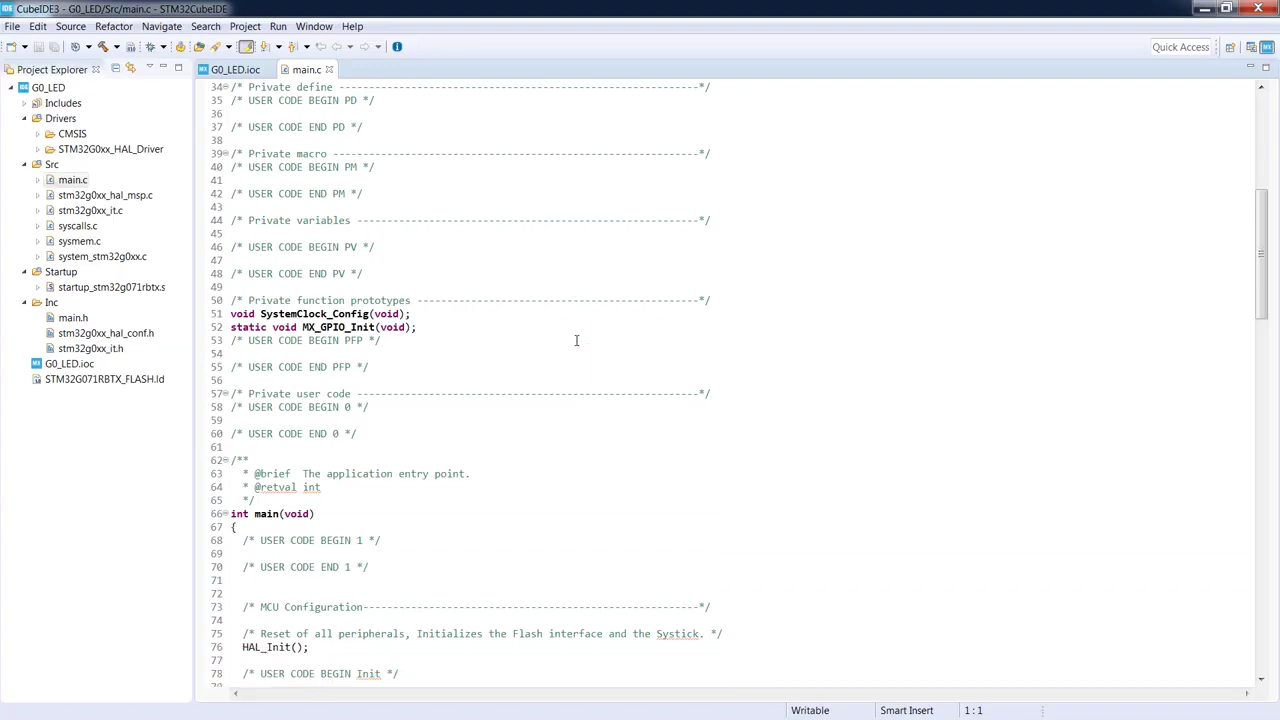 CubeIDE3 - G0_LED/Src/main.c - STM32CubeIDE
File Edit Source Refactor Navigate Search Project Run Window Help
Quick Access
Project Explorer
G0_LED
Includes
Drivers
CMSIS
STM32G0xx_HAL_Driver
Src
main.c
stm32g0xx_hal_msp.c
stm32g0xx_it.c
syscalls.c
sysmem.c
system_stm32g0xx.c
Startup
startup_stm32g071rbtx.s
Inc
main.h
stm32g0xx_hal_conf.h
stm32g0xx_it.h
G0_LED.ioc
STM32G071RBTX_FLASH.ld
G0_LED.ioc main.c
34 /* Private define ---------------------------------------------------------*/
35 /* USER CODE BEGIN PD */
36
37 /* USER CODE END PD */
38
39 /* Private macro ----------------------------------------------------------*/
40 /* USER CODE BEGIN PM */
41
42 /* USER CODE END PM */
43
44 /* Private variables ------------------------------------------------------*/
45
46 /* USER CODE BEGIN PV */
47
48 /* USER CODE END PV */
49
50 /* Private function prototypes --------------------------------------------*/
51 void SystemClock_Config(void);
52 static void MX_GPIO_Init(void);
53 /* USER CODE BEGIN PFP */
54
55 /* USER CODE END PFP */
56
57 /* Private user code ------------------------------------------------------*/
58 /* USER CODE BEGIN 0 */
59
60 /* USER CODE END 0 */
61
62 /**
63 * @brief The application entry point.
64 * @retval int
65 */
66 int main(void)
67 {
68 /* USER CODE BEGIN 1 */
69
70 /* USER CODE END 1 */
71
72
73 /* MCU Configuration--------------------------------------------------------*/
74
75 /* Reset of all peripherals, Initializes the Flash interface and the Systick. */
76 HAL_Init();
77
78 /* USER CODE BEGIN Init */
Writable Smart Insert 1 : 1